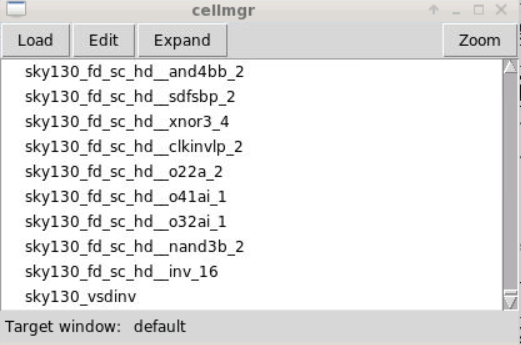 cellmgr
Load Edit Expand Zoom
sky130_fd_sc_hd__and4bb_2
sky130_fd_sc_hd__sdfsbp_2
sky130_fd_sc_hd__xnor3_4
sky130_fd_sc_hd__clkinvlp_2
sky130_fd_sc_hd__o22a_2
sky130_fd_sc_hd__o41ai_1
sky130_fd_sc_hd__o32ai_1
sky130_fd_sc_hd__nand3b_2
sky130_fd_sc_hd__inv_16
sky130_vsdinv
Target window: default